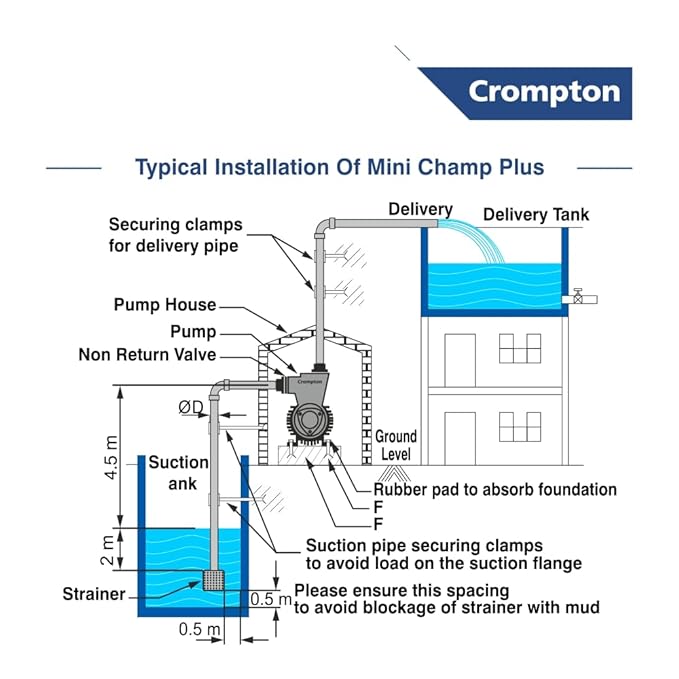 Crompton
Typical Installation Of Mini Champ Plus
Delivery
Delivery Tank
Securing clamps
for delivery pipe
Pump House
Pump
Non Return Valve
Crompton
ØD
4.5 m
Suction
ank
Ground
Level
Rubber pad to absorb foundation
F
F
2 m
Suction pipe securing clamps
to avoid load on the suction flange
Strainer
0.5 m
Please ensure this spacing
to avoid blockage of strainer with mud
0.5 m